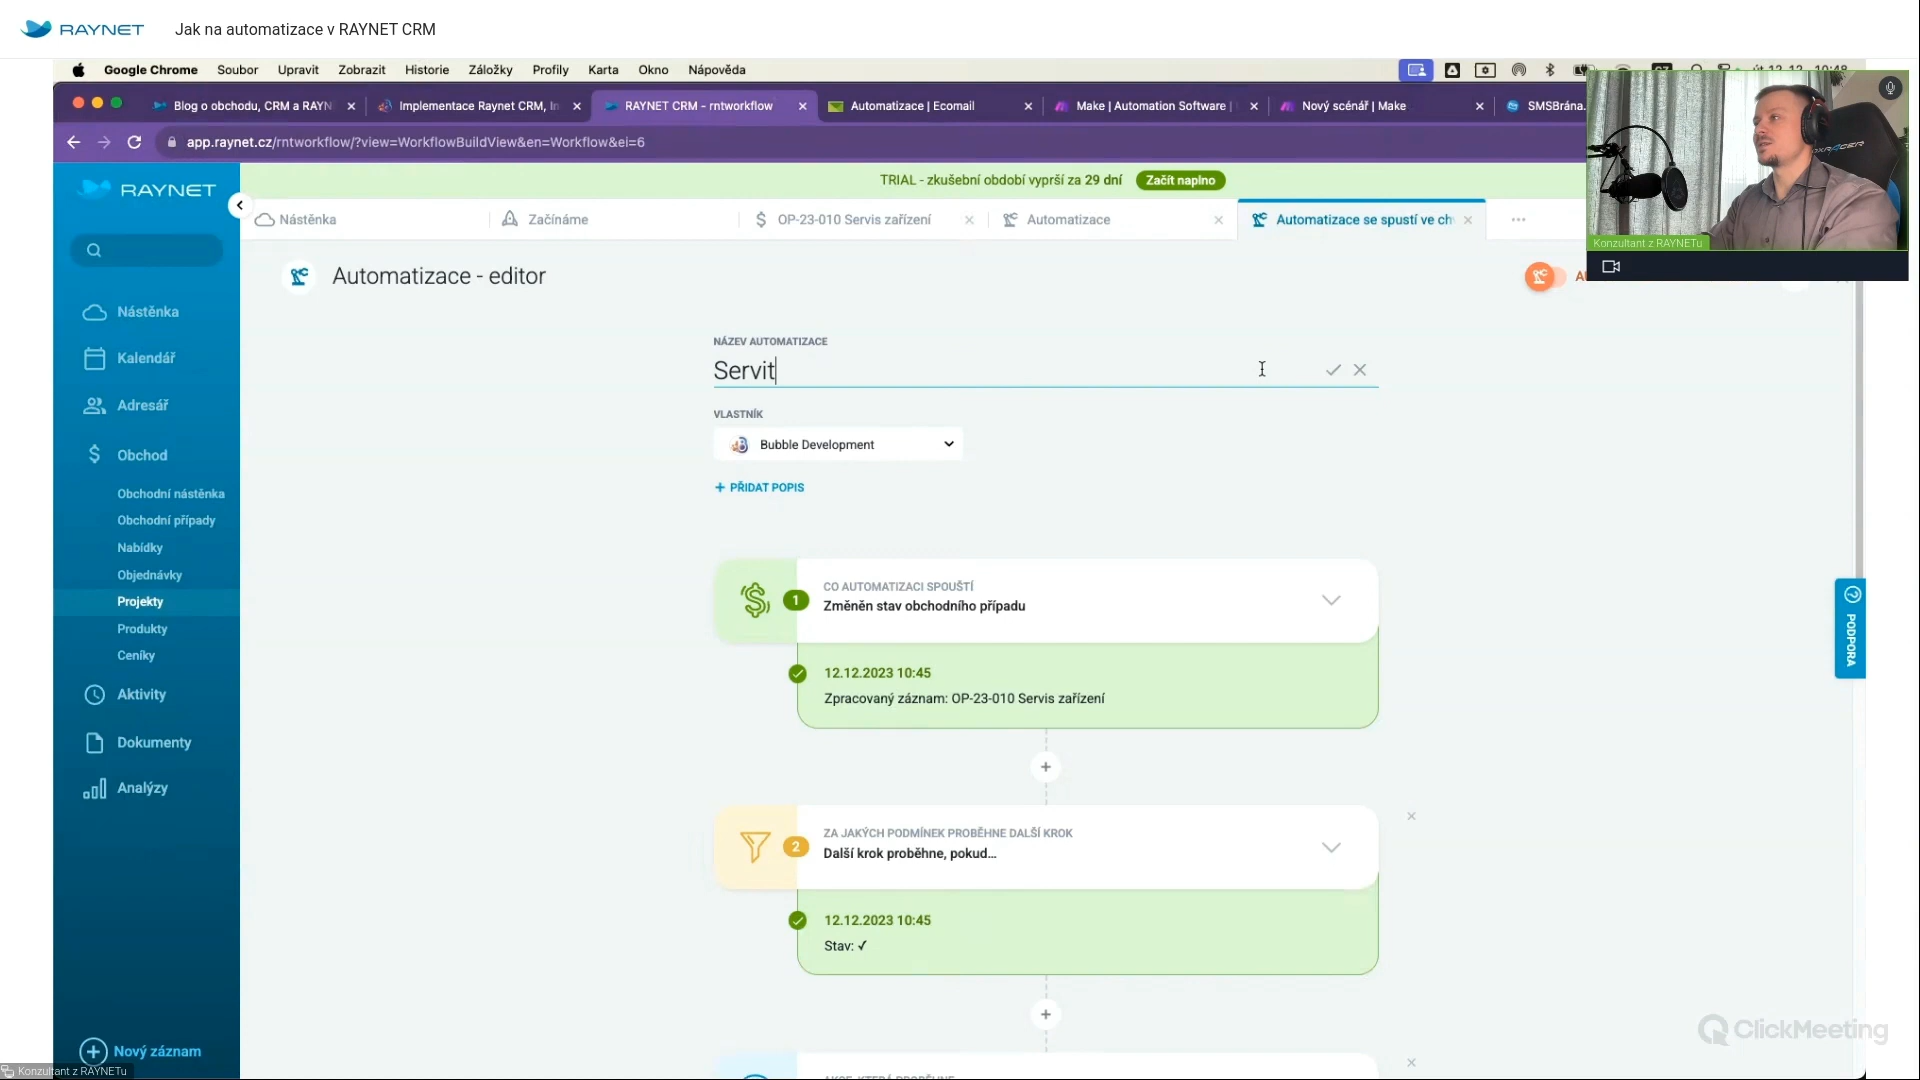 RAYNET Jak na automatizace v RAYNET CRM
Google Chrome Soubor Upravit Zobrazit Historie Záložky Profily Karta Okno Nápověda
Blog o obchodu, CRM a RAYN Implementace Raynet CRM, In RAYNET CRM - rntworkflow Automatizace | Ecomail Make | Automation Software | Nový scénář | Make SMSBrána.
app.raynet.cz/rntworkflow/?view=WorkflowBuildView&en=Workflow&ei=6
RAYNET
TRIAL - zkušební období vyprší za 29 dní Začít naplno
Nástěnka Začínáme OP-23-010 Servis zařízení Automatizace Automatizace se spustí ve ch
Konzultant z RAYNETu
Automatizace - editor
Nástěnka
Kalendář
Adresář
Obchod
Obchodní nástěnka
Obchodní případy
Nabídky
Objednávky
Projekty
Produkty
Ceníky
Aktivity
Dokumenty
Analýzy
Nový záznam
NÁZEV AUTOMATIZACE
Servit
VLASTNÍK
Bubble Development
+ PŘIDAT POPIS
1
CO AUTOMATIZACI SPOUŠTÍ
Změněn stav obchodního případu
12.12.2023 10:45
Zpracovaný záznam: OP-23-010 Servis zařízení
2
ZA JAKÝCH PODMÍNEK PROBĚHNE DALŠÍ KROK
Další krok proběhne, pokud...
12.12.2023 10:45
Stav: ✓
PODPORA
ClickMeeting
Konzultant z RAYNETu